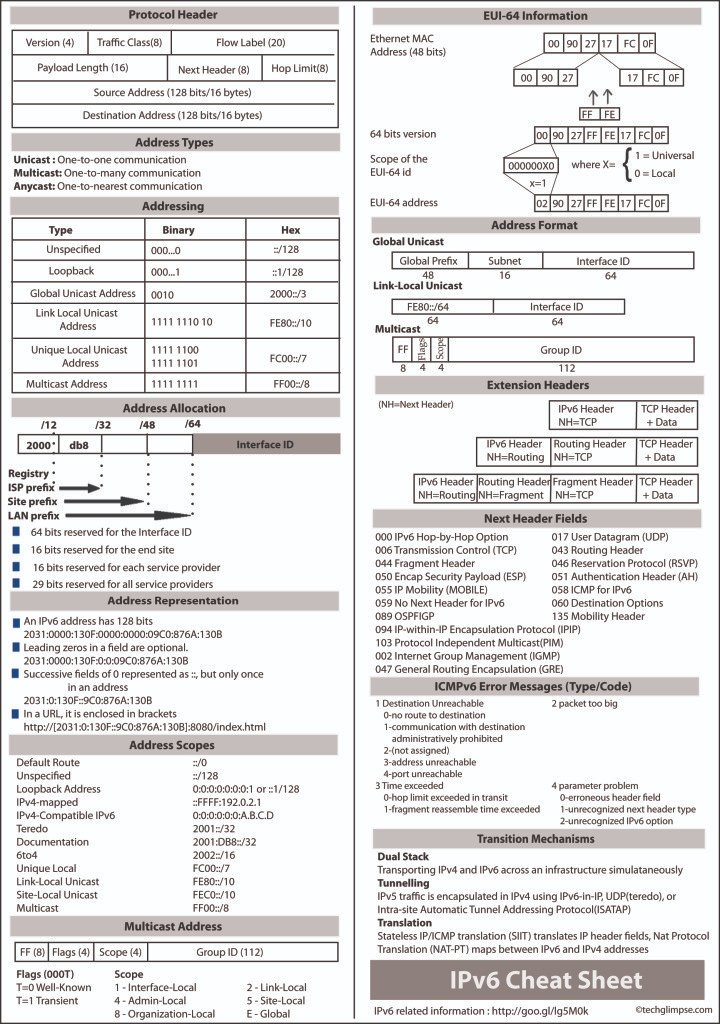 Protocol Header
Version (4) Traffic Class(8) Flow Label (20)
Payload Length (16) Next Header (8) Hop Limit(8)
Source Address (128 bits/16 bytes)
Destination Address (128 bits/16 bytes)
Address Types
Unicast : One-to-one communication
Multicast: One-to-many communication
Anycast: One-to-nearest communication
Addressing
Type Binary Hex
Unspecified 000...0 ::/128
Loopback 000...1 ::1/128
Global Unicast Address 0010 2000::/3
Link Local Unicast
Address 1111 1110 10 FE80::/10
Unique Local Unicast
Address 1111 1100
1111 1101 FC00::/7
Multicast Address 1111 1111 FF00::/8
Address Allocation
/12 /32 /48 /64
2000 db8 Interface ID
Registry
ISP prefix
Site prefix
LAN prefix
64 bits reserved for the Interface ID
16 bits reserved for the end site
16 bits reserved for each service provider
29 bits reserved for all service providers
Address Representation
An IPv6 address has 128 bits
2031:0000:130F:0000:0000:09C0:876A:130B
Leading zeros in a field are optional.
2031:0000:130F:0:0:09C0:876A:130B
Successive fields of 0 represented as ::, but only once
in an address
2031:0:130F::9C0:876A:130B
In a URL, it is enclosed in brackets
http://[2031:0:130F::9C0:876A:130B]:8080/index.html
Address Scopes
Default Route ::/0
Unspecified ::/128
Loopback Address 0:0:0:0:0:0:0:1 or ::1/128
IPv4-mapped ::FFFF:192.0.2.1
IPv4-Compatible IPv6 0:0:0:0:0:0:A.B.C.D
Teredo 2001::/32
Documentation 2001:DB8::/32
6to4 2002::/16
Unique Local FC00::/7
Link-Local Unicast FE80::/10
Site-Local Unicast FEC0::/10
Multicast FF00::/8
Multicast Address
FF (8) Flags (4) Scope (4) Group ID (112)
Flags (000T) Scope
T=0 Well-Known 1 - Interface-Local 2 - Link-Local
T=1 Transient 4 - Admin-Local 5 - Site-Local
8 - Organization-Local E - Global
EUI-64 Information
Ethernet MAC
Address (48 bits)
00 90 27 17 FC 0F
00 90 27 17 FC 0F
FF FE
64 bits version 00 90 27 FF FE 17 FC 0F
Scope of the
EUI-64 id
000000X0 where X= { 1 = Universal
0 = Local
x=1
EUI-64 address 02 90 27 FF FE 17 FC 0F
Address Format
Global Unicast
Global Prefix Subnet Interface ID
48 16 64
Link-Local Unicast
FE80::/64 Interface ID
64 64
Multicast
FF Flags Scope Group ID
8 4 4 112
Extension Headers
(NH=Next Header)
IPv6 Header TCP Header
NH=TCP + Data
IPv6 Header Routing Header TCP Header
NH=Routing NH=TCP + Data
IPv6 Header Routing Header Fragment Header TCP Header
NH=Routing NH=Fragment NH=TCP + Data
Next Header Fields
000 IPv6 Hop-by-Hop Option 017 User Datagram (UDP)
006 Transmission Control (TCP) 043 Routing Header
044 Fragment Header 046 Reservation Protocol (RSVP)
050 Encap Security Payload (ESP) 051 Authentication Header (AH)
055 IP Mobility (MOBILE) 058 ICMP for IPv6
059 No Next Header for IPv6 060 Destination Options
089 OSPFIGP 135 Mobility Header
094 IP-within-IP Encapsulation Protocol (IPIP)
103 Protocol Independent Multicast(PIM)
002 Internet Group Management (IGMP)
047 General Routing Encapsulation (GRE)
ICMPv6 Error Messages (Type/Code)
1 Destination Unreachable 2 packet too big
0-no route to destination
1-communication with destination
administratively prohibited
2-(not assigned)
3-address unreachable
4-port unreachable
3 Time exceeded 4 parameter problem
0-hop limit exceeded in transit 0-erroneous header field
1-fragment reassemble time exceeded 1-unrecognized next header type
2-unrecognized IPv6 option
Transition Mechanisms
Dual Stack
Transporting IPv4 and IPv6 across an infrastructure simulataneously
Tunnelling
IPv5 traffic is encapsulated in IPv4 using IPv6-in-IP, UDP(teredo), or
Intra-site Automatic Tunnel Addressing Protocol(ISATAP)
Translation
Stateless IP/ICMP translation (SIIT) translates IP header fields, Nat Protocol
Translation (NAT-PT) maps between IPv6 and IPv4 addresses
IPv6 Cheat Sheet
IPv6 related information : http://goo.gl/Ig5M0k ©techglimpse.com